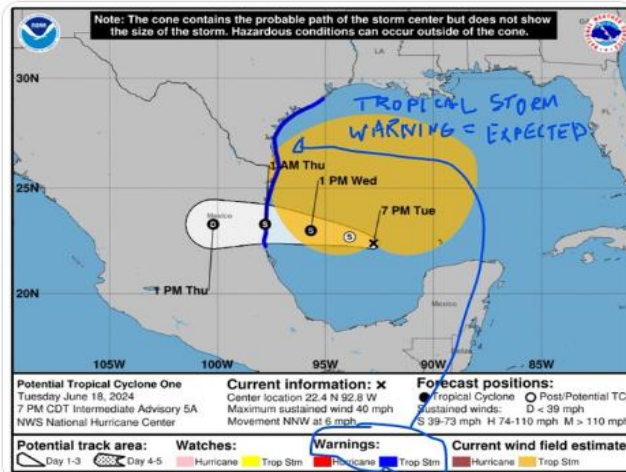 Note: The cone contains the probable path of the storm center but does not show
the size of the storm. Hazardous conditions can occur outside of the cone.
NOAA
GA
LA
FL
30N
TROPICAL STORM
WARNING = EXPECTED
1 AM Thu
1 PM Wed
25N
7 PM Tue
Mexico
D
S
S
S
1 PM Thu
20N
Mexico
Belize
105W
100W
95W
90W
85W
Potential Tropical Cyclone One
Tuesday June 18, 2024
7 PM CDT Intermediate Advisory 5A
NWS National Hurricane Center
Current information: x
Center location 22.4 N 92.8 W
Maximum sustained wind 40 mph
Movement NNW at 6 mph
Forecast positions:
Tropical Cyclone Post/Potential TC
Sustained winds: D < 39 mph
S 39-73 mph H 74-110 mph M > 110 mph
Potential track area:
Day 1-3 Day 4-5
Watches:
Hurricane Trop Stm
Warnings:
Hurricane Trop Stm
Current wind field estimate
Hurricane Trop Stm